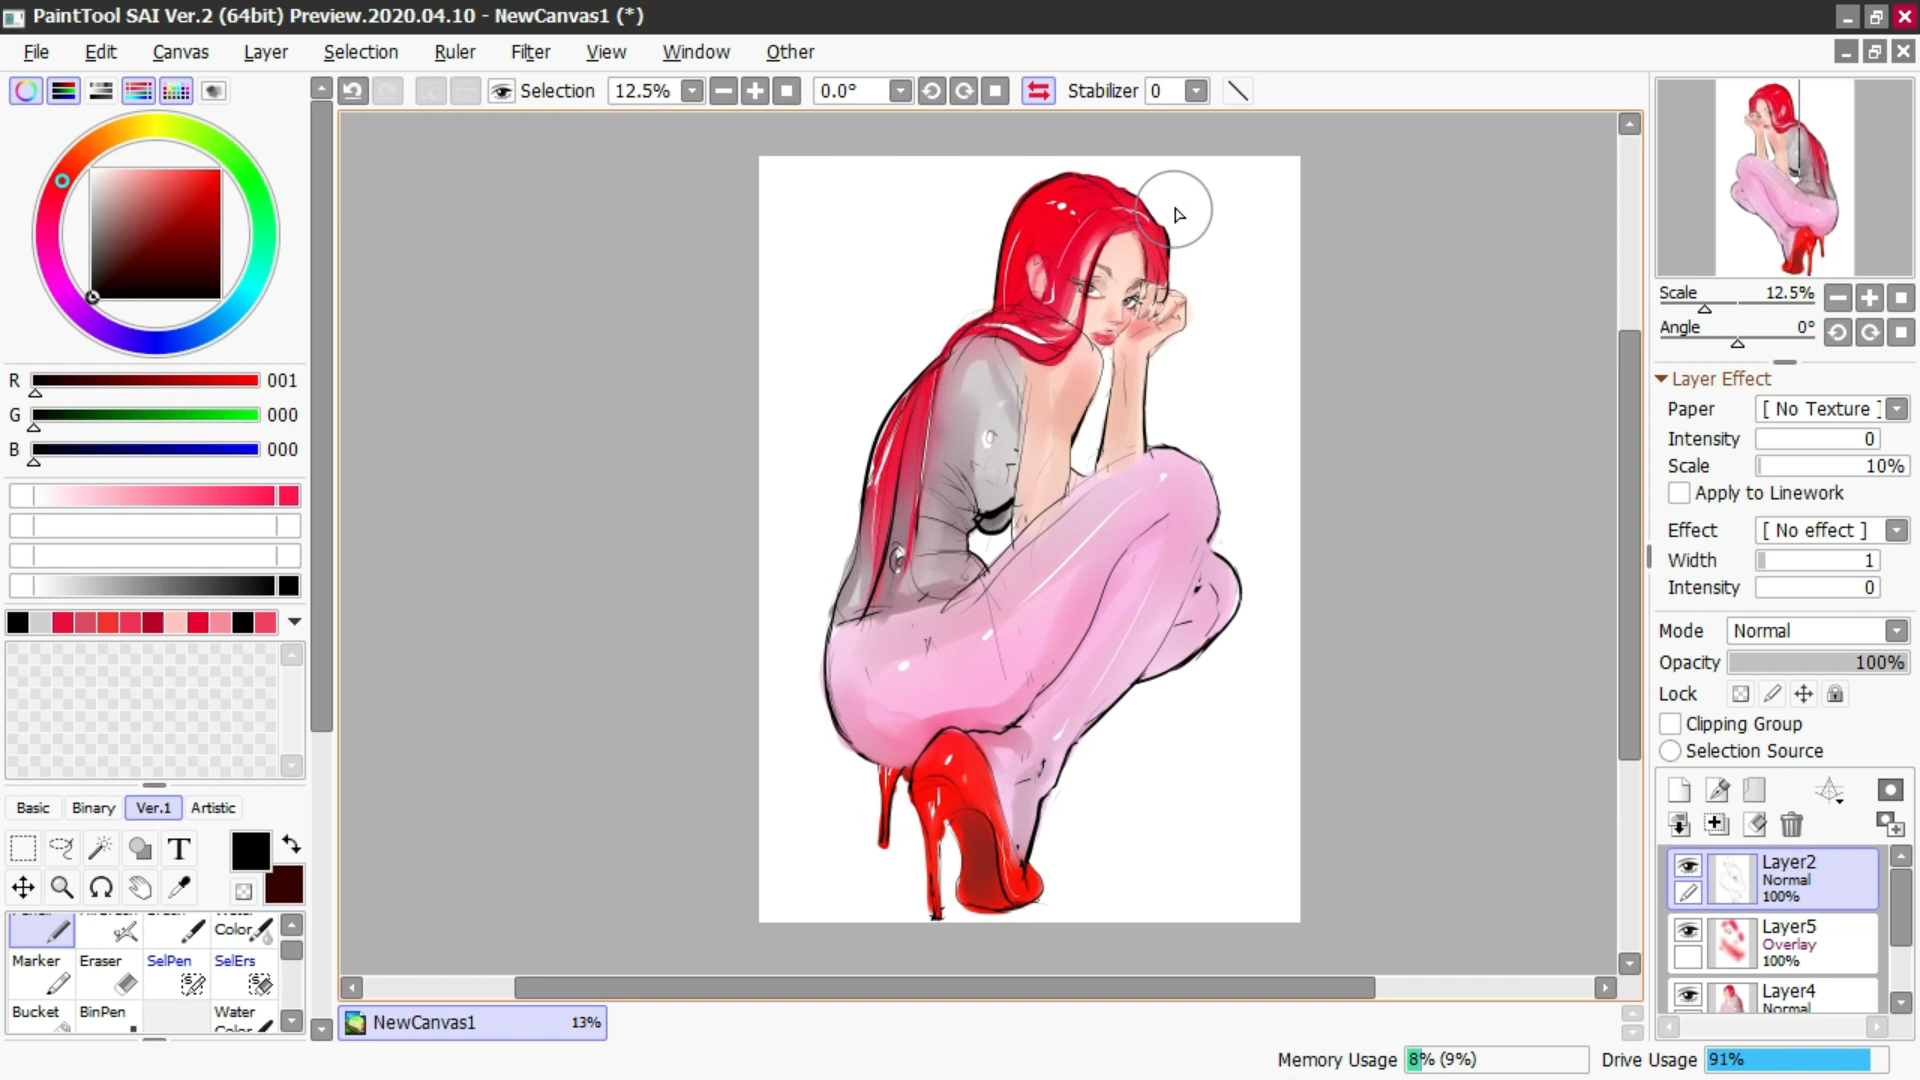 PaintTool SAI Ver.2 (64bit) Preview.2020.04.10 - NewCanvas1 (*)
File Edit Canvas Layer Selection Ruler Filter View Window Other
Selection 12.5% 0.0° Stabilizer 0
R 001
G 000
B 000
Basic Binary Ver.1 Artistic
T
Color
Marker Eraser SelPen SelErs
Bucket BinPen Water
Color
NewCanvas1 13%
Scale 12.5%
Angle 0°
Layer Effect
Paper [ No Texture ]
Intensity 0
Scale 10%
Apply to Linework
Effect [ No effect ]
Width 1
Intensity 0
Mode Normal
Opacity 100%
Lock
Clipping Group
Selection Source
Layer2
Normal
100%
Layer5
Overlay
100%
Layer4
Normal
Memory Usage 8% (9%) Drive Usage 91%